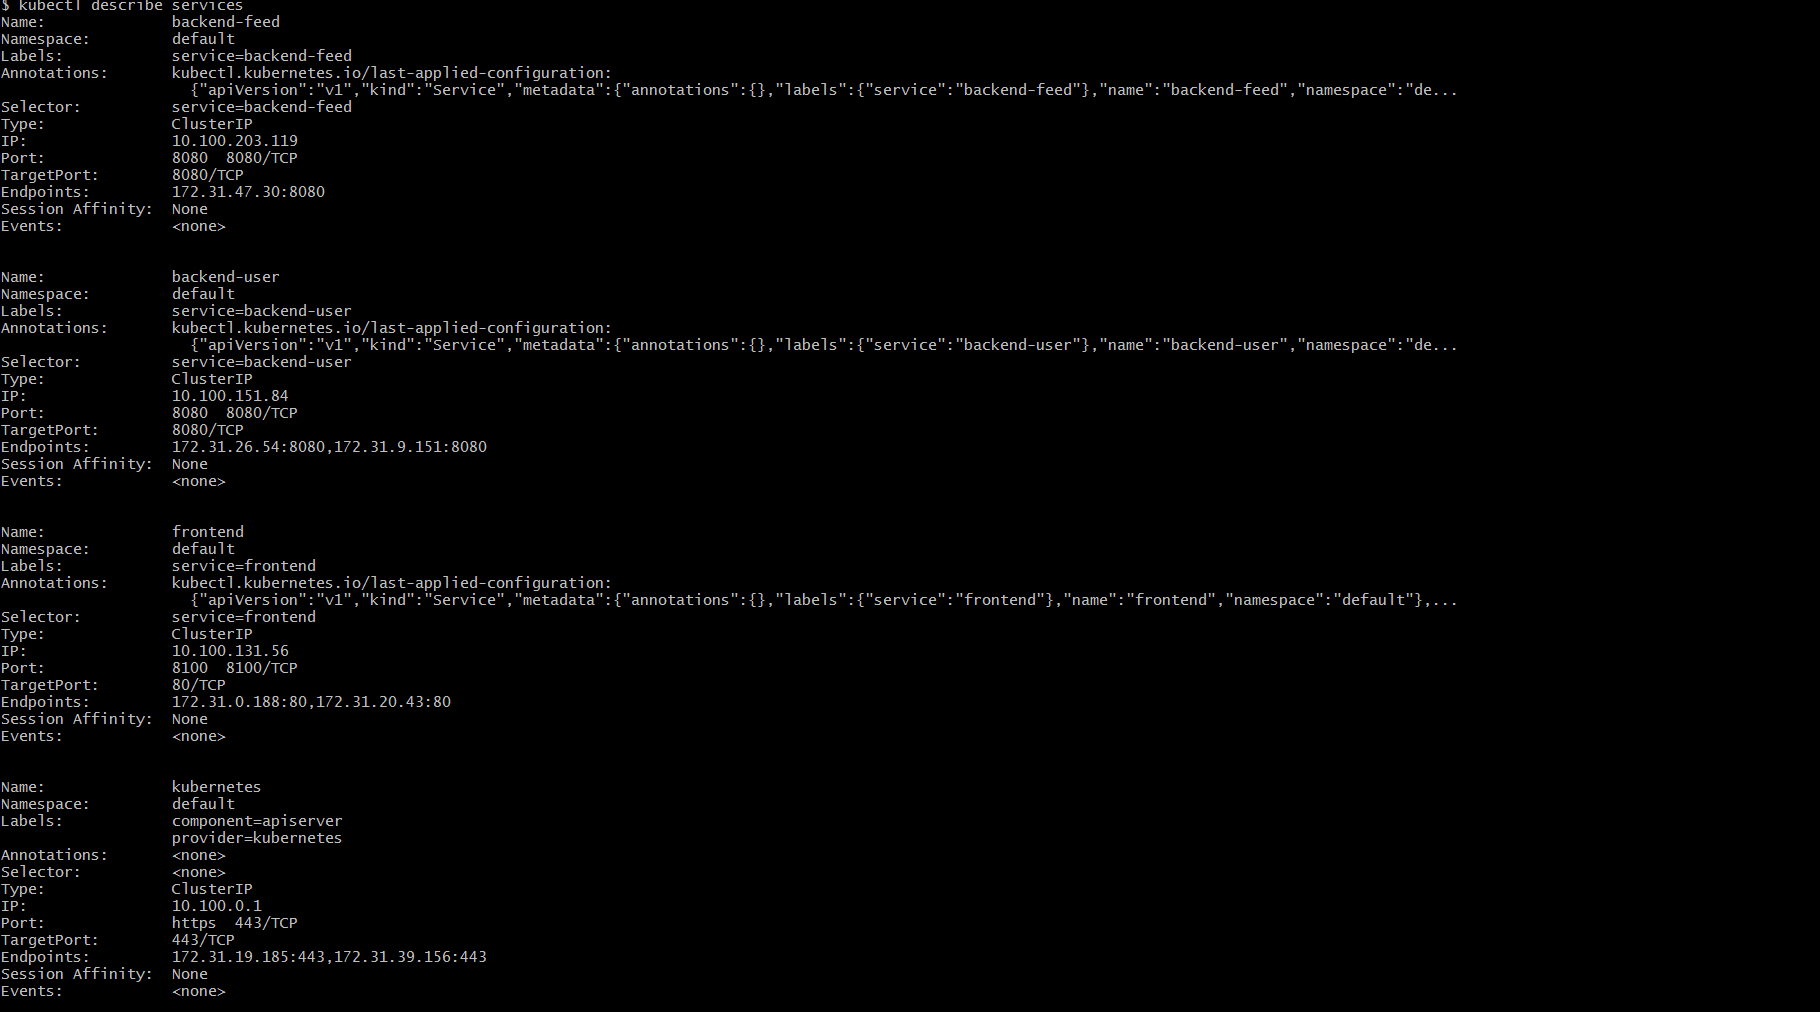 $ kubectl describe services
Name:              backend-feed
Namespace:         default
Labels:            service=backend-feed
Annotations:       kubectl.kubernetes.io/last-applied-configuration:
                     {"apiVersion":"v1","kind":"Service","metadata":{"annotations":{},"labels":{"service":"backend-feed"},"name":"backend-feed","namespace":"de...
Selector:          service=backend-feed
Type:              ClusterIP
IP:                10.100.203.119
Port:              8080  8080/TCP
TargetPort:        8080/TCP
Endpoints:         172.31.47.30:8080
Session Affinity:  None
Events:            <none>
Name:              backend-user
Namespace:         default
Labels:            service=backend-user
Annotations:       kubectl.kubernetes.io/last-applied-configuration:
                     {"apiVersion":"v1","kind":"Service","metadata":{"annotations":{},"labels":{"service":"backend-user"},"name":"backend-user","namespace":"de...
Selector:          service=backend-user
Type:              ClusterIP
IP:                10.100.151.84
Port:              8080  8080/TCP
TargetPort:        8080/TCP
Endpoints:         172.31.26.54:8080,172.31.9.151:8080
Session Affinity:  None
Events:            <none>
Name:              frontend
Namespace:         default
Labels:            service=frontend
Annotations:       kubectl.kubernetes.io/last-applied-configuration:
                     {"apiVersion":"v1","kind":"Service","metadata":{"annotations":{},"labels":{"service":"frontend"},"name":"frontend","namespace":"default"},...
Selector:          service=frontend
Type:              ClusterIP
IP:                10.100.131.56
Port:              8100  8100/TCP
TargetPort:        80/TCP
Endpoints:         172.31.0.188:80,172.31.20.43:80
Session Affinity:  None
Events:            <none>
Name:              kubernetes
Namespace:         default
Labels:            component=apiserver
                   provider=kubernetes
Annotations:       <none>
Selector:          <none>
Type:              ClusterIP
IP:                10.100.0.1
Port:              https  443/TCP
TargetPort:        443/TCP
Endpoints:         172.31.19.185:443,172.31.39.156:443
Session Affinity:  None
Events:            <none>